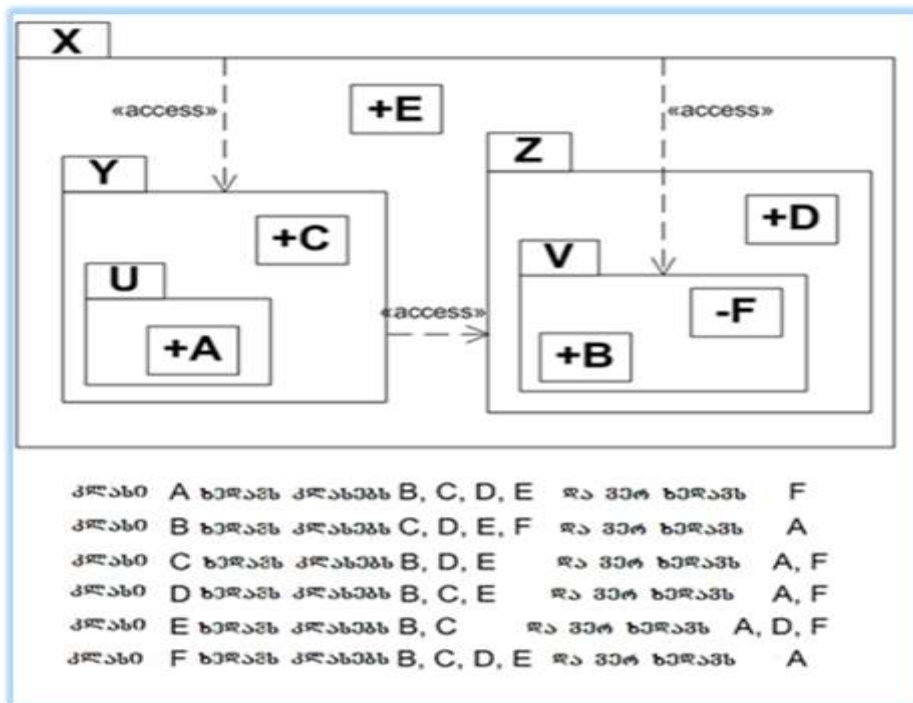 X
«access»
+E
«access»
Y
Z
+C
+D
U
V
«access»
-F
+A
+B
კლასი A ხედავს კლასებს B, C, D, E და ვერ ხედავს F
კლასი B ხედავს კლასებს C, D, E, F და ვერ ხედავს A
კლასი C ხედავს კლასებს B, D, E და ვერ ხედავს A, F
კლასი D ხედავს კლასებს B, C, E და ვერ ხედავს A, F
კლასი E ხედავს კლასებს B, C და ვერ ხედავს A, D, F
კლასი F ხედავს კლასებს B, C, D, E და ვერ ხედავს A